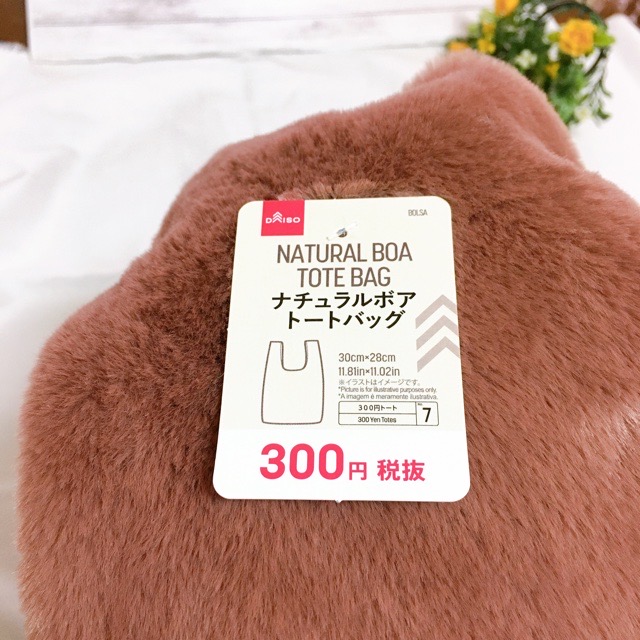 DAISO
BOLSA
NATURAL BOA
TOTE BAG
ナチュラルボア
トートバッグ
30cm×28cm
11.81in×11.02in
※イラストはイメージです。
*Picture is for illustrative purposes only.
*A imagem é meramente ilustrativa.
300円トート
300 Yen Totes
No 7
300円 税抜